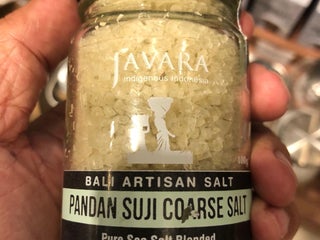 JAVARA
indigenous indonesia
BALI ARTISAN SALT
PANDAN SUJI COARSE SALT
Pure Sea Salt Blended